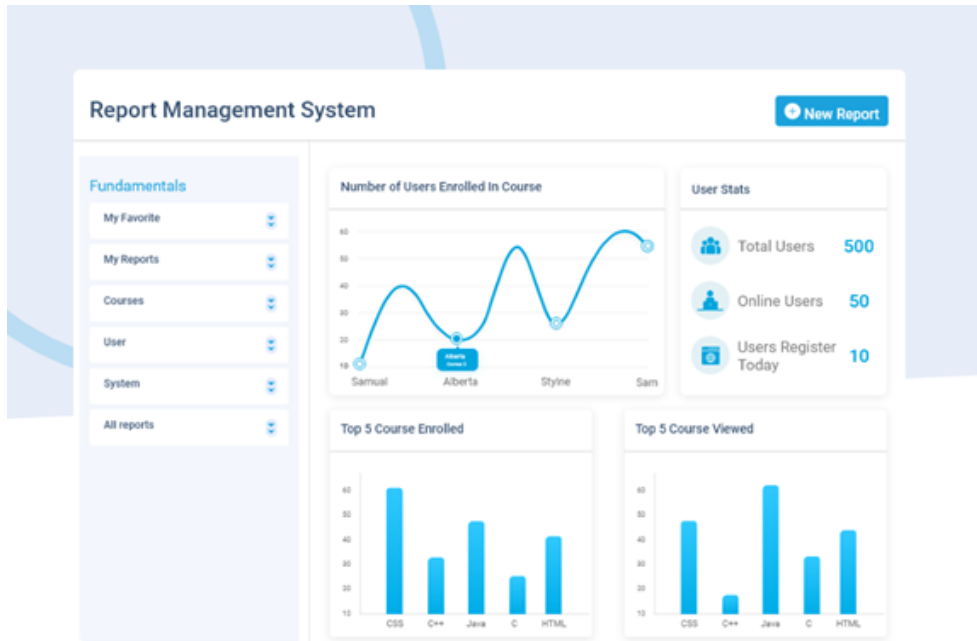 Report Management System
New Report
Fundamentals
My Favorite
My Reports
Courses
User
System
All reports
Number of Users Enrolled In Course
60
50
40
30
20
10
Alberta
Samual
Alberta
Stylne
Sam
User Stats
Total Users 500
Online Users 50
Users Register
Today 10
Top 5 Course Enrolled
60
50
40
30
20
10
CSS
C++
Java
C
HTML
Top 5 Course Viewed
60
50
40
30
20
10
CSS
C++
Java
C
HTML